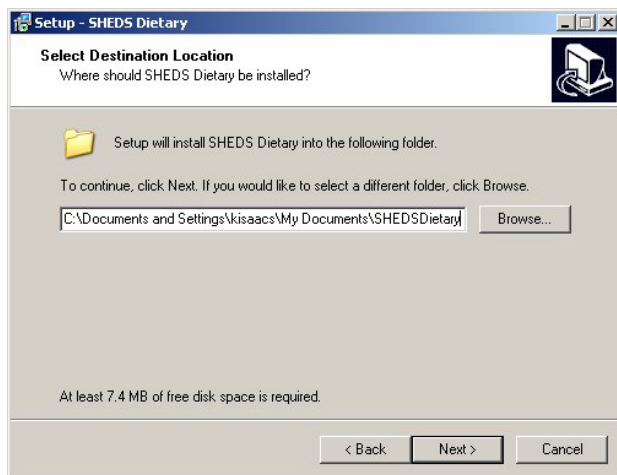 Setup - SHEDS Dietary
Select Destination Location
Where should SHEDS Dietary be installed?
Setup will install SHEDS Dietary into the following folder.
To continue, click Next. If you would like to select a different folder, click Browse.
C:\Documents and Settings\kisaacs\My Documents\SHEDSDietary
Browse...
At least 7.4 MB of free disk space is required.
< Back
Next >
Cancel